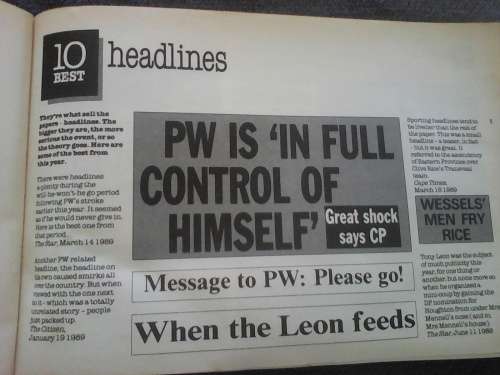 10
BEST
headlines
They're what sell the
papers - headlines. The
bigger they are, the more
serious the event, or so
the theory goes. Here are
some of the best from
this year.
There were headlines
a-plenty during the
will-he-won't-he go period
following PW's stroke
earlier this year. It seemed
as if he would never give in.
Here is the best one from
that period.
The Star, March 14 1989
Another PW related
headline, the headline on
its own caused smirks all
over the country. But when
viewed with the one next
to it - which was a totally
unrelated story - people
just packed up.
The Citizen,
January 19 1989
PW IS 'IN FULL
CONTROL OF
HIMSELF'
Great shock
says CP
Message to PW: Please go!
When the Leon feeds
Sporting headlines tend to
be livelier than the rest of
the paper. This was a small
headline - a teaser, in fact
- but it was great. It
referred to the ascendancy
of Eastern Province over
Clive Rice's Transvaal
team.
Cape Times,
March 18 1989
WESSELS'
MEN FRY
RICE
Tony Leon was the subject
of much publicity this
year, for one thing or
another, but none more so
when he organised a
mini-coup by gaining the
DP nomination for
Houghton from under Mrs
Mennell's nose (and in,
Mrs Mennell's house).
The Star, June 11 1989